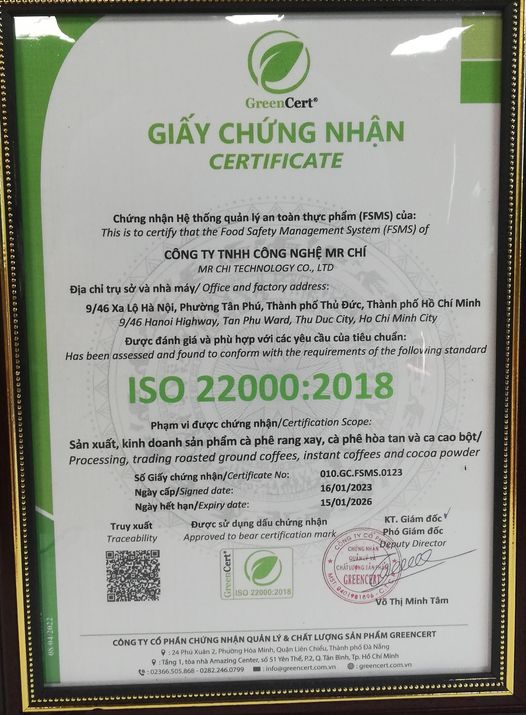 GreenCert®
GIẤY CHỨNG NHẬN
CERTIFICATE
Chứng nhận Hệ thống quản lý an toàn thực phẩm (FSMS) của:
This is to certify that the Food Safety Management System (FSMS) of
CÔNG TY TNHH CÔNG NGHỆ MR CHÍ
MR CHI TECHNOLOGY CO., LTD
Địa chỉ trụ sở và nhà máy/ Office and factory address:
9/46 Xa Lộ Hà Nội, Phường Tân Phú, Thành phố Thủ Đức, Thành phố Hồ Chí Minh
9/46 Hanoi Highway, Tan Phu Ward, Thu Duc City, Ho Chi Minh City
Được đánh giá và phù hợp với các yêu cầu của tiêu chuẩn:
Has been assessed and found to conform with the requirements of the following standard
ISO 22000:2018
Phạm vi được chứng nhận/Certification Scope:
Sản xuất, kinh doanh sản phẩm cà phê rang xay, cà phê hòa tan và ca cao bột/
Processing, trading roasted ground coffees, instant coffees and cocoa powder
Số Giấy chứng nhận/Certificate No: 010.GC.FSMS.0123
Ngày cấp/Signed date: 16/01/2023
Ngày hết hạn/Expiry date: 15/01/2026
Truy xuất
Traceability
Được sử dụng dấu chứng nhận
Approved to bear certification mark
GreenCert®
ISO 22000:2018
KT. Giám đốc
Phó Giám đốc
Deputy Director
CHỨNG NHẬN
QUẢN LÝ VÀ
CHẤT LƯỢNG SẢN PHẨM
GREENCERT
Võ Thị Minh Tâm
08/04/2022
CÔNG TY CỔ PHẦN CHỨNG NHẬN QUẢN LÝ & CHẤT LƯỢNG SẢN PHẨM GREENCERT
: 24 Phú Xuân 2, Phường Hòa Minh, Quận Liên Chiểu, Thành phố Đà Nẵng
: Tầng 1, tòa nhà Amazing Center, số 51 Yên Thế, P.2, Q. Tân Bình, Tp. Hồ Chí Minh
: 02366.505.868 - 0282.246.0799 : info@greencert.com.vn : greencert.com.vn